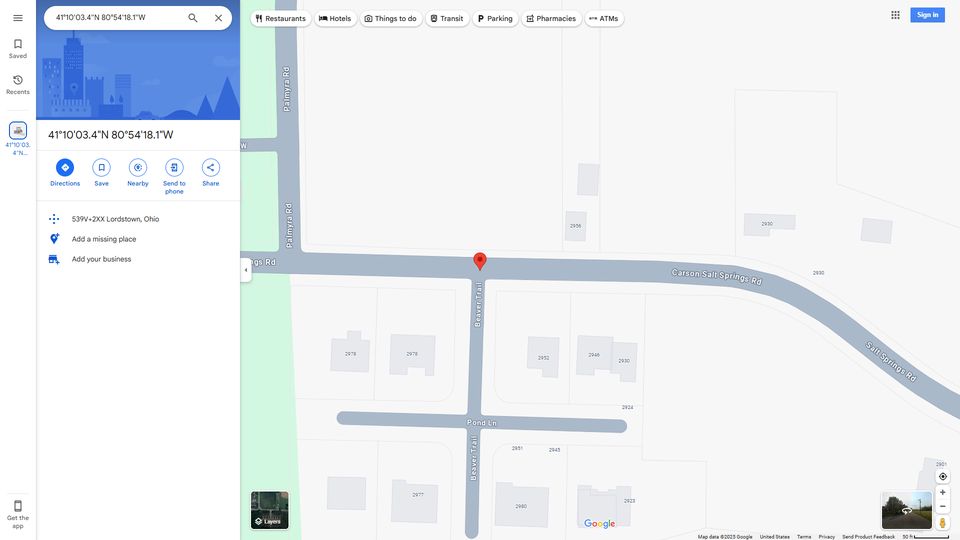 41°10'03.4"N 80°54'18.1"W
Restaurants
Hotels
Things to do
Transit
Parking
Pharmacies
ATMs
Sign in
Saved
Recents
41°10'03.
4"N...
41°10'03.4"N 80°54'18.1"W
Directions
Save
Nearby
Send to
phone
Share
539V+2XX Lordstown, Ohio
Add a missing place
Add your business
Get the
app
Palmyra Rd
W
Palmyra Rd
ngs Rd
2956
2930
2930
Carson Salt Springs Rd
Salt Springs Rd
Beaver Trail
2978
2978
2952
2946
2930
2924
Pond Ln
Beaver Trail
2951
2945
2977
2980
2923
2901
Layers
Google
Map data ©2025 Google
United States
Terms
Privacy
Send Product Feedback
50 ft